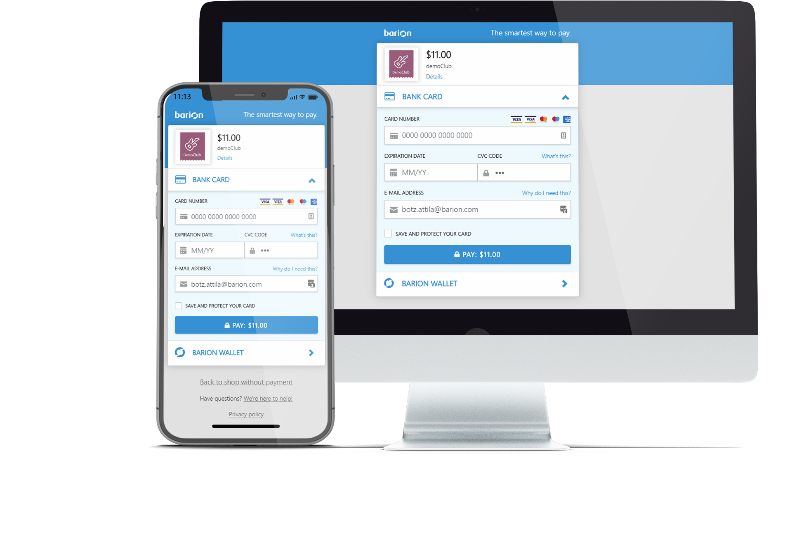 barion
The smartest way to pay.
$11.00
demoClub
Details
BANK CARD
CARD NUMBER
VISA VISA
0000 0000 0000 0000
EXPIRATION DATE
CVC CODE
What's this?
MM/YY
•••
E-MAIL ADDRESS
Why do I need this?
botz.attila@barion.com
SAVE AND PROTECT YOUR CARD
PAY: $11.00
BARION WALLET
11:13
barion
The smartest way to pay.
demoClub
$11.00
demoClub
Details
BANK CARD
CARD NUMBER
VISA VISA
0000 0000 0000 0000
EXPIRATION DATE
CVC CODE
What's this?
MM/YY
•••
E-MAIL ADDRESS
Why do I need this?
botz.attila@barion.com
SAVE AND PROTECT YOUR CARD
PAY: $11.00
BARION WALLET
Back to shop without payment
Have questions? We're here to help!
Privacy policy